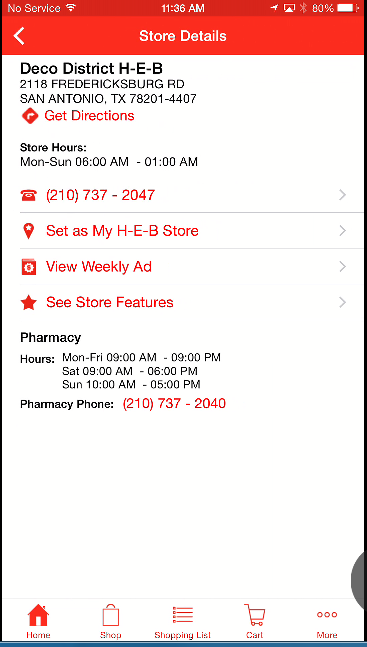 No Service 11:36 AM 80%
Store Details
Deco District H-E-B
2118 FREDERICKSBURG RD
SAN ANTONIO, TX 78201-4407
Get Directions
Store Hours:
Mon-Sun 06:00 AM - 01:00 AM
(210) 737 - 2047
Set as My H-E-B Store
View Weekly Ad
See Store Features
Pharmacy
Hours: Mon-Fri 09:00 AM - 09:00 PM
Sat 09:00 AM - 06:00 PM
Sun 10:00 AM - 05:00 PM
Pharmacy Phone: (210) 737 - 2040
Home Shop Shopping List Cart More